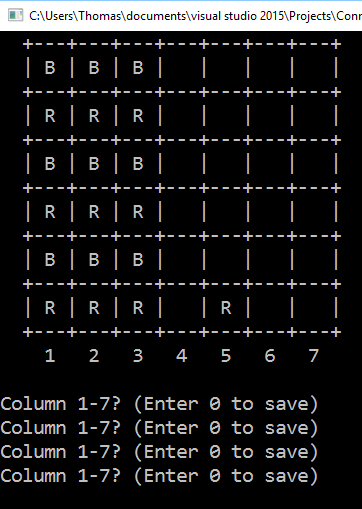 C:\Users\Thomas\documents\visual studio 2015\Projects\Conn
+---+---+---+---+---+---+---+
| B | B | B |   |   |   |   |
+---+---+---+---+---+---+---+
| R | R | R |   |   |   |   |
+---+---+---+---+---+---+---+
| B | B | B |   |   |   |   |
+---+---+---+---+---+---+---+
| R | R | R |   |   |   |   |
+---+---+---+---+---+---+---+
| B | B | B |   |   |   |   |
+---+---+---+---+---+---+---+
| R | R | R |   | R |   |   |
+---+---+---+---+---+---+---+
1 2 3 4 5 6 7
Column 1-7? (Enter 0 to save)
Column 1-7? (Enter 0 to save)
Column 1-7? (Enter 0 to save)
Column 1-7? (Enter 0 to save)